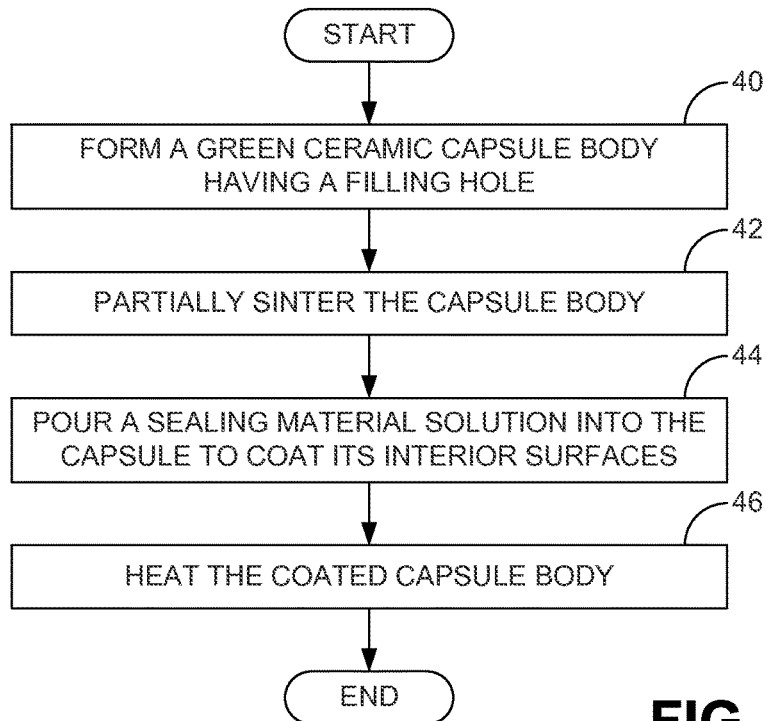 START
40
FORM A GREEN CERAMIC CAPSULE BODY
HAVING A FILLING HOLE
42
PARTIALLY SINTER THE CAPSULE BODY
44
POUR A SEALING MATERIAL SOLUTION INTO THE
CAPSULE TO COAT ITS INTERIOR SURFACES
46
HEAT THE COATED CAPSULE BODY
END
FIG